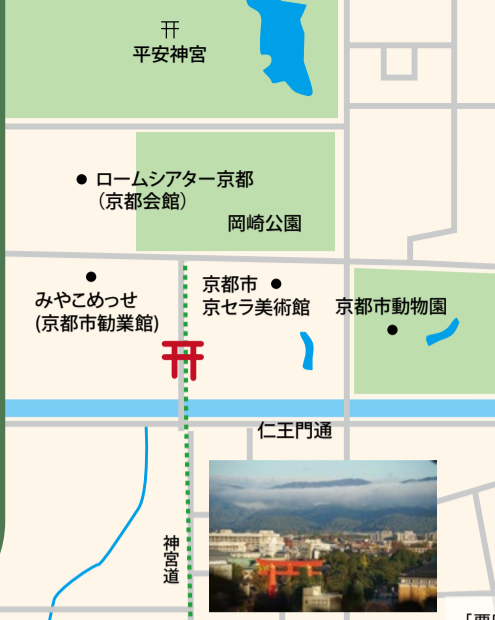 平安神宮
ロームシアター京都
（京都会館）
岡崎公園
みやこめっせ
(京都市勧業館)
京都市
京セラ美術館
京都市動物園
仁王門通
神宮道